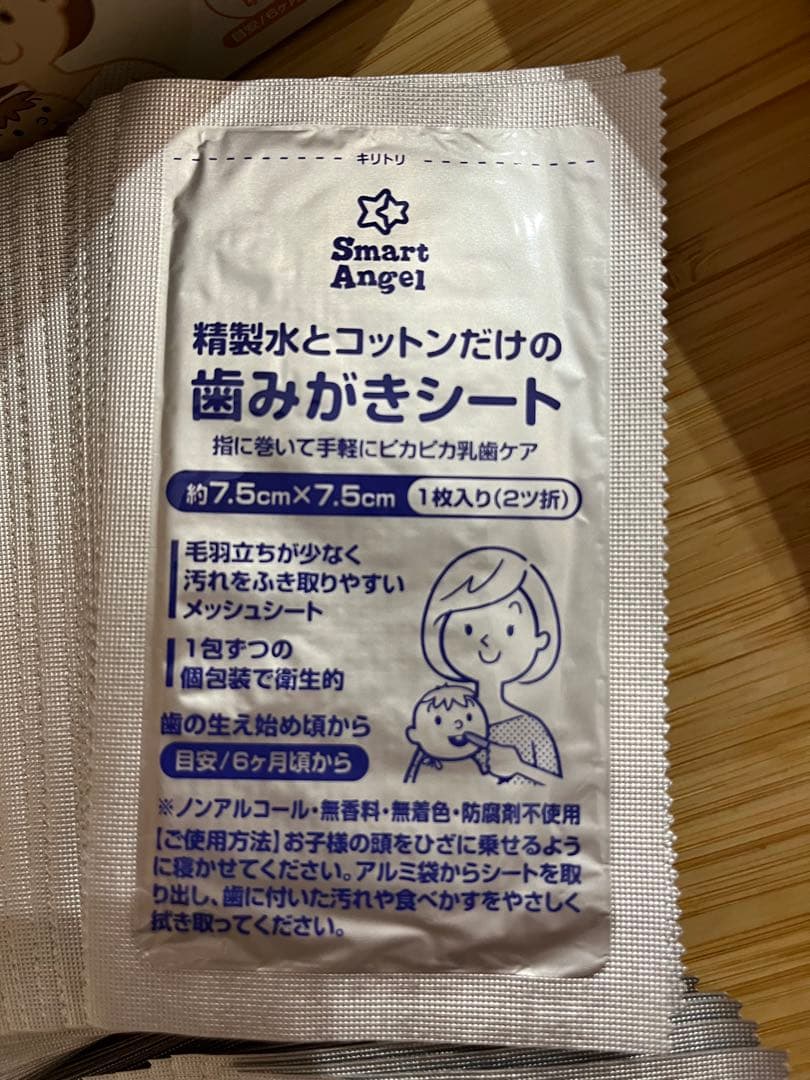 目安/6ヶ月
キリトリ
Smart
Angel
精製水とコットンだけの
歯みがきシート
指に巻いて手軽にピカピカ乳歯ケア
約7.5cm×7.5cm 1枚入り(2ツ折)
毛羽立ちが少なく
汚れをふき取りやすい
メッシュシート
1包ずつの
個包装で衛生的
歯の生え始め頃から
目安/6ヶ月頃から
※ノンアルコール・無香料・無着色・防腐剤不使用
【ご使用方法】お子様の頭をひざに乗せるよう
に寝かせてください。アルミ袋からシートを取
り出し、歯に付いた汚れや食べかすをやさしく
拭き取ってください。